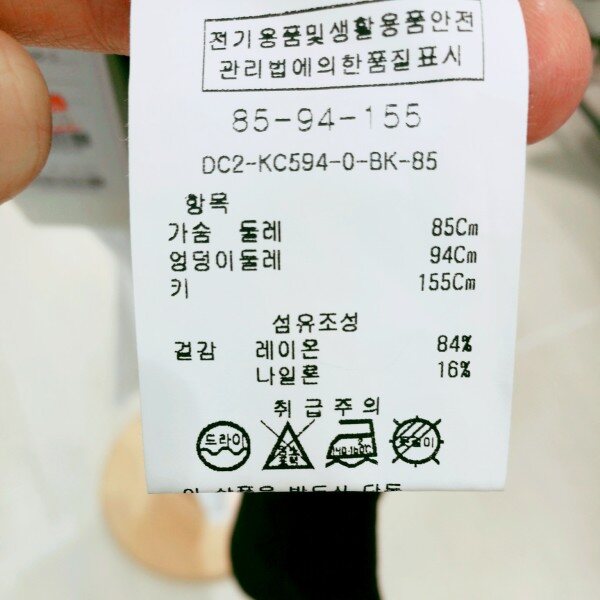 전기용품및생활용품안전
관리법에의한품질표시
85-94-155
DC2-KC594-0-BK-85
항목
가슴 둘레 85Cm
엉덩이둘레 94Cm
키 155Cm
섬유조성
겉감 레이온 84%
나일론 16%
취급주의
드라이 140-160℃